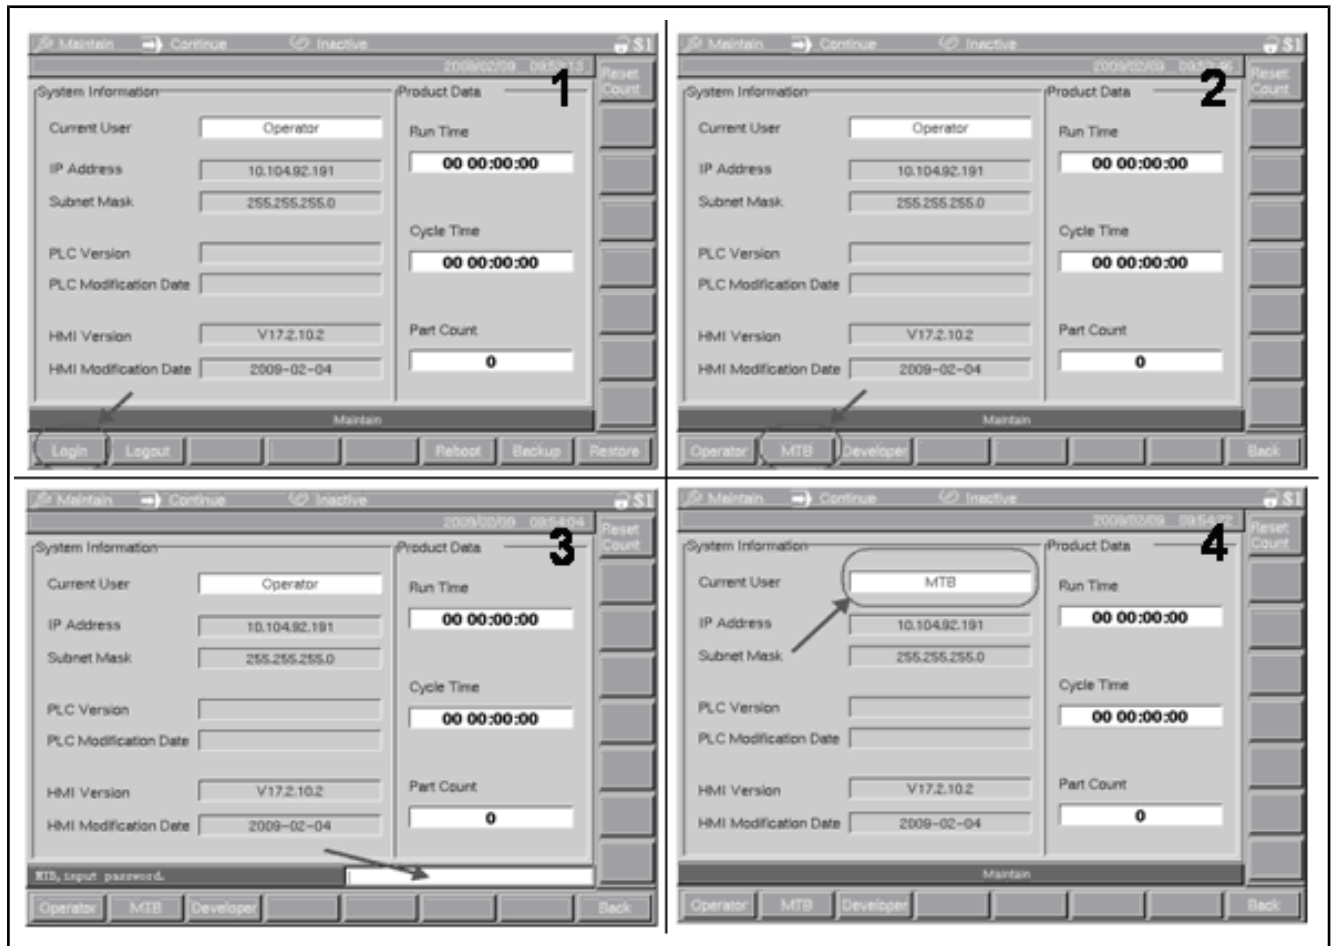 Maintain Continue Inactive $1
2009/02/09 09:53:13
1
Reset Count
System Information
Product Data
Current User Operator
Run Time
IP Address 10.104.92.191
00 00:00:00
Subnet Mask 255.255.255.0
Cycle Time
PLC Version
00 00:00:00
PLC Modification Date
HMI Version V17.2.10.2
Part Count
HMI Modification Date 2009-02-04
0
Maintain
Login Logout Reboot Backup Restore
Maintain Continue Inactive $1
2009/02/09
2
Reset Count
System Information
Product Data
Current User Operator
Run Time
IP Address 10.104.92.191
00 00:00:00
Subnet Mask 255.255.255.0
Cycle Time
PLC Version
00 00:00:00
PLC Modification Date
HMI Version V17.2.10.2
Part Count
HMI Modification Date 2009-02-04
0
Maintain
Operator MTB Developer Back
Maintain Continue Inactive $1
2009/02/09 09:54:04
3
Reset Count
System Information
Product Data
Current User Operator
Run Time
IP Address 10.104.92.191
00 00:00:00
Subnet Mask 255.255.255.0
Cycle Time
PLC Version
00 00:00:00
PLC Modification Date
HMI Version V17.2.10.2
Part Count
HMI Modification Date 2009-02-04
0
MTB, input password.
Operator MTB Developer Back
Maintain Continue Inactive $1
2009/02/09
4
Reset Count
System Information
Product Data
Current User MTB
Run Time
IP Address 10.104.92.191
00 00:00:00
Subnet Mask 255.255.255.0
Cycle Time
PLC Version
00 00:00:00
PLC Modification Date
HMI Version V17.2.10.2
Part Count
HMI Modification Date 2009-02-04
0
Maintain
Operator MTB Developer Back